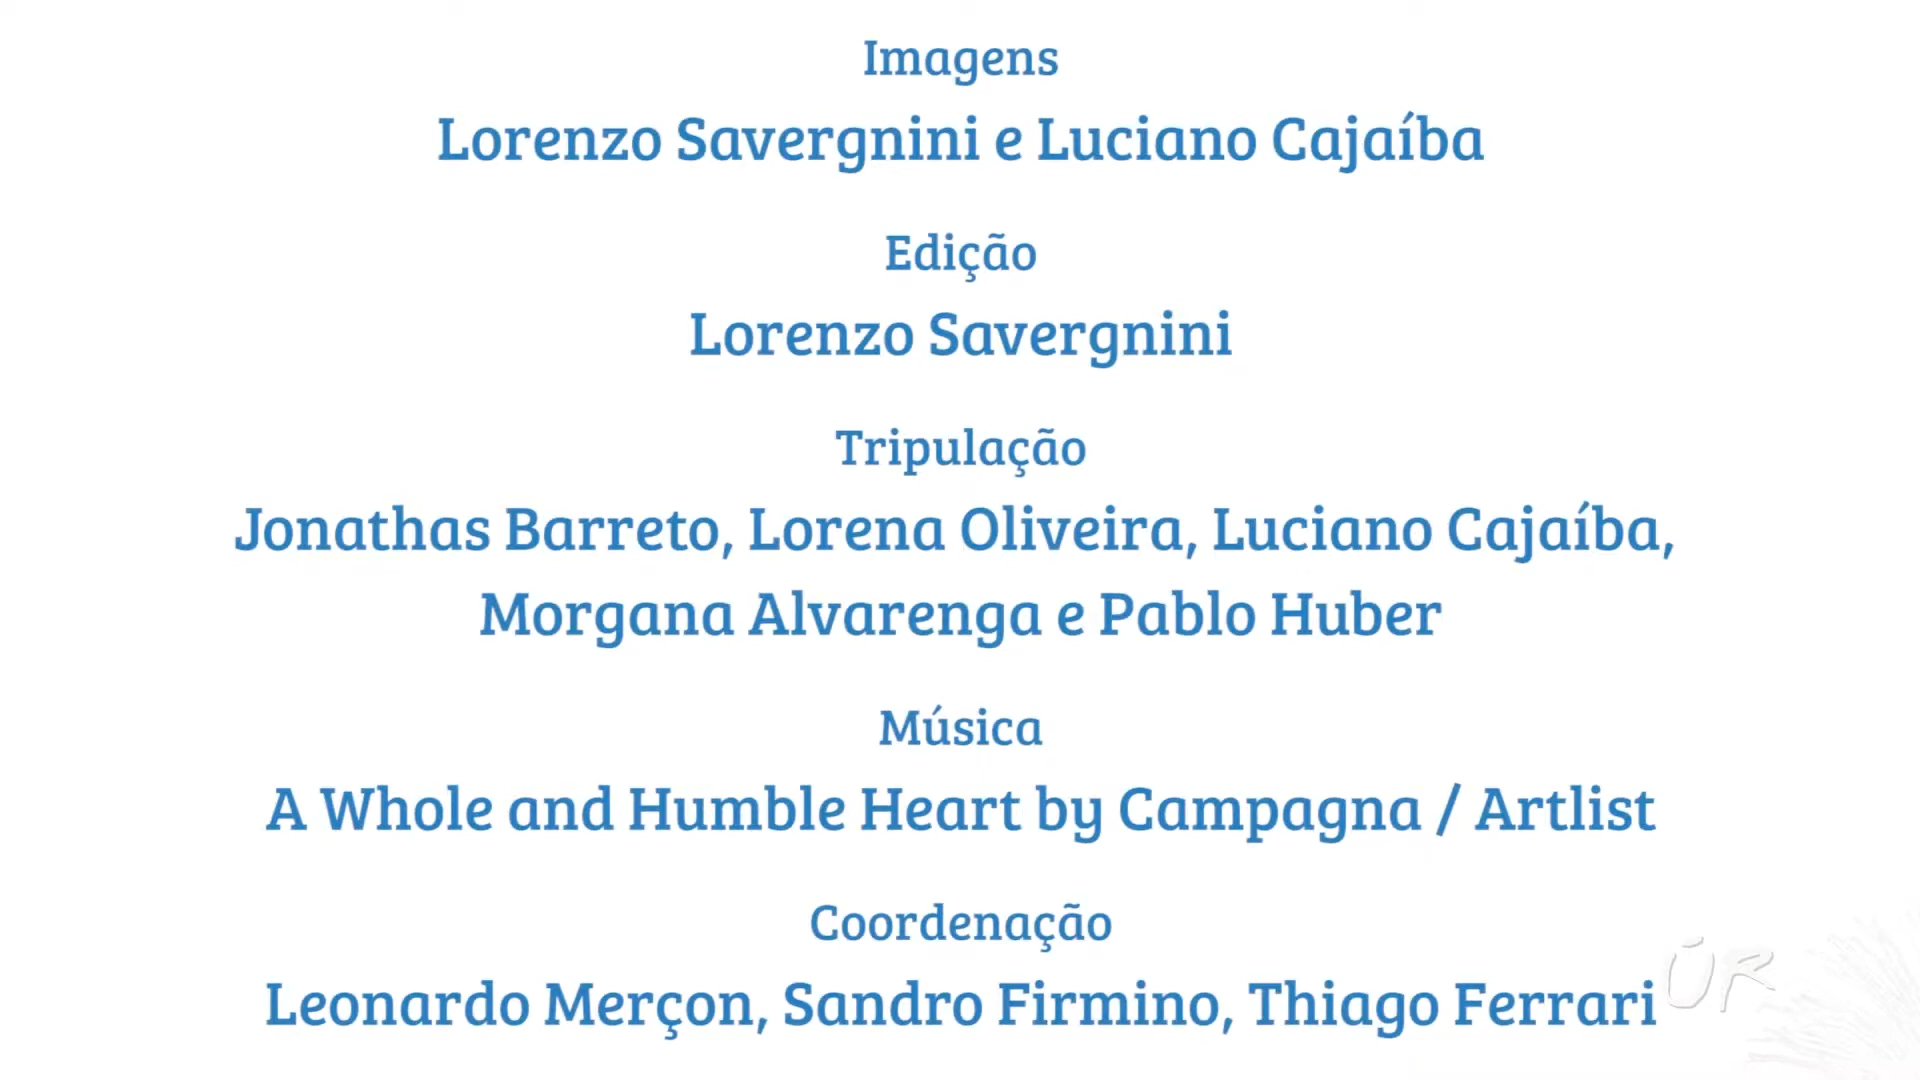 Imagens
Lorenzo Savergnini e Luciano Cajaíba
Edição
Lorenzo Savergnini
Tripulação
Jonathas Barreto, Lorena Oliveira, Luciano Cajaíba,
Morgana Alvarenga e Pablo Huber
Música
A Whole and Humble Heart by Campagna / Artlist
Coordenação
Leonardo Merçon, Sandro Firmino, Thiago Ferrari